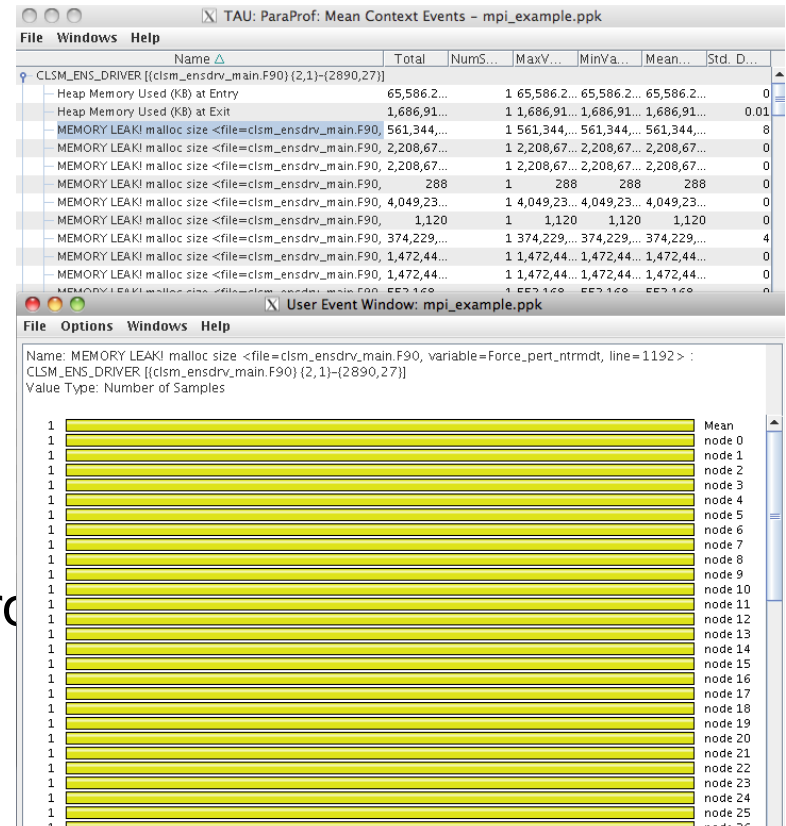 TAU: ParaProf: Mean Context Events – mpi_example.ppk
File Windows Help
Name △ Total NumS... MaxV... MinVa... Mean... Std. D...
CLSM_ENS_DRIVER [{clsm_ensdrv_main.F90} {2,1}-{2890,27}]
Heap Memory Used (KB) at Entry 65,586.2... 1 65,586.2... 65,586.2... 65,586.2... 0
Heap Memory Used (KB) at Exit 1,686,91... 1 1,686,91... 1,686,91... 1,686,91... 0.01
MEMORY LEAK! malloc size <file=clsm_ensdrv_main.F90, 561,344,... 1 561,344,... 561,344,... 561,344,... 8
MEMORY LEAK! malloc size <file=clsm_ensdrv_main.F90, 2,208,67... 1 2,208,67... 2,208,67... 2,208,67... 0
MEMORY LEAK! malloc size <file=clsm_ensdrv_main.F90, 2,208,67... 1 2,208,67... 2,208,67... 2,208,67... 0
MEMORY LEAK! malloc size <file=clsm_ensdrv_main.F90, 288 1 288 288 288 0
MEMORY LEAK! malloc size <file=clsm_ensdrv_main.F90, 4,049,23... 1 4,049,23... 4,049,23... 4,049,23... 0
MEMORY LEAK! malloc size <file=clsm_ensdrv_main.F90, 1,120 1 1,120 1,120 1,120 0
MEMORY LEAK! malloc size <file=clsm_ensdrv_main.F90, 374,229,... 1 374,229,... 374,229,... 374,229,... 4
MEMORY LEAK! malloc size <file=clsm_ensdrv_main.F90, 1,472,44... 1 1,472,44... 1,472,44... 1,472,44... 0
MEMORY LEAK! malloc size <file=clsm_ensdrv_main.F90, 1,472,44... 1 1,472,44... 1,472,44... 1,472,44... 0
User Event Window: mpi_example.ppk
File Options Windows Help
Name: MEMORY LEAK! malloc size <file=clsm_ensdrv_main.F90, variable=Force_pert_ntrmdt, line=1192> :
CLSM_ENS_DRIVER [{clsm_ensdrv_main.F90} {2,1}-{2890,27}]
Value Type: Number of Samples
1 Mean
1 node 0
1 node 1
1 node 2
1 node 3
1 node 4
1 node 5
1 node 6
1 node 7
1 node 8
1 node 9
1 node 10
1 node 11
1 node 12
1 node 13
1 node 14
1 node 15
1 node 16
1 node 17
1 node 18
1 node 19
1 node 20
1 node 21
1 node 22
1 node 23
1 node 24
1 node 25